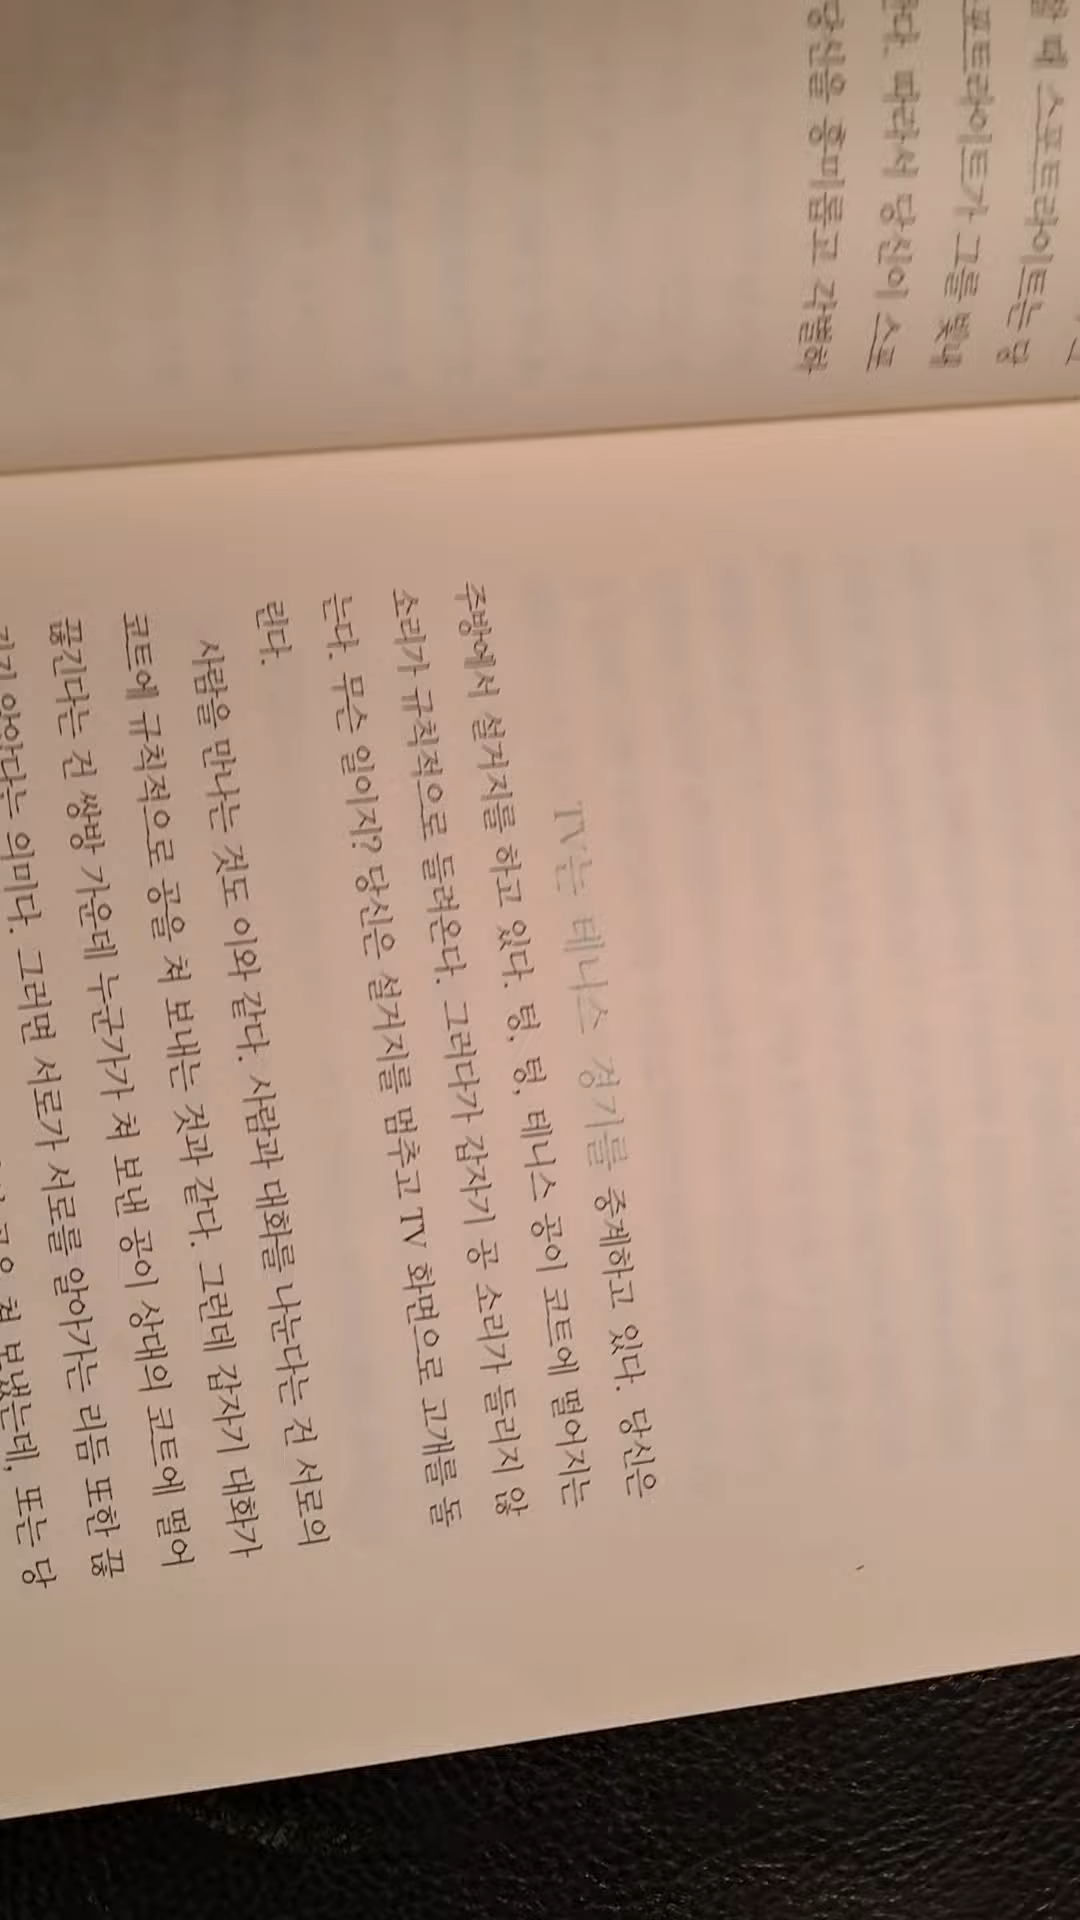 할 때 스포트라이트는 당
포트라이트가 그를 빛내
다. 따라서 당신이 스포
당신을 흥미롭고 각별하
TV는 테니스 경기를 중계하고 있다. 당신은
주방에서 설거지를 하고 있다. 텅, 텅, 테니스 공이 코트에 떨어지는
소리가 규칙적으로 들려온다. 그러다가 갑자기 공 소리가 들리지 않
는다. 무슨 일이지? 당신은 설거지를 멈추고 TV 화면으로 고개를 돌
린다.
사람을 만나는 것도 이와 같다. 사람과 대화를 나눈다는 건 서로의
코트에 규칙적으로 공을 쳐 보내는 것과 같다. 그런데 갑자기 대화가
끊긴다는 건 쌍방 가운데 누군가가 쳐 보낸 공이 상대의 코트에 떨어
않았다는 의미다. 그러면 서로가 서로를 알아가는 리듬 또한 끊
보냈는데, 또는 당